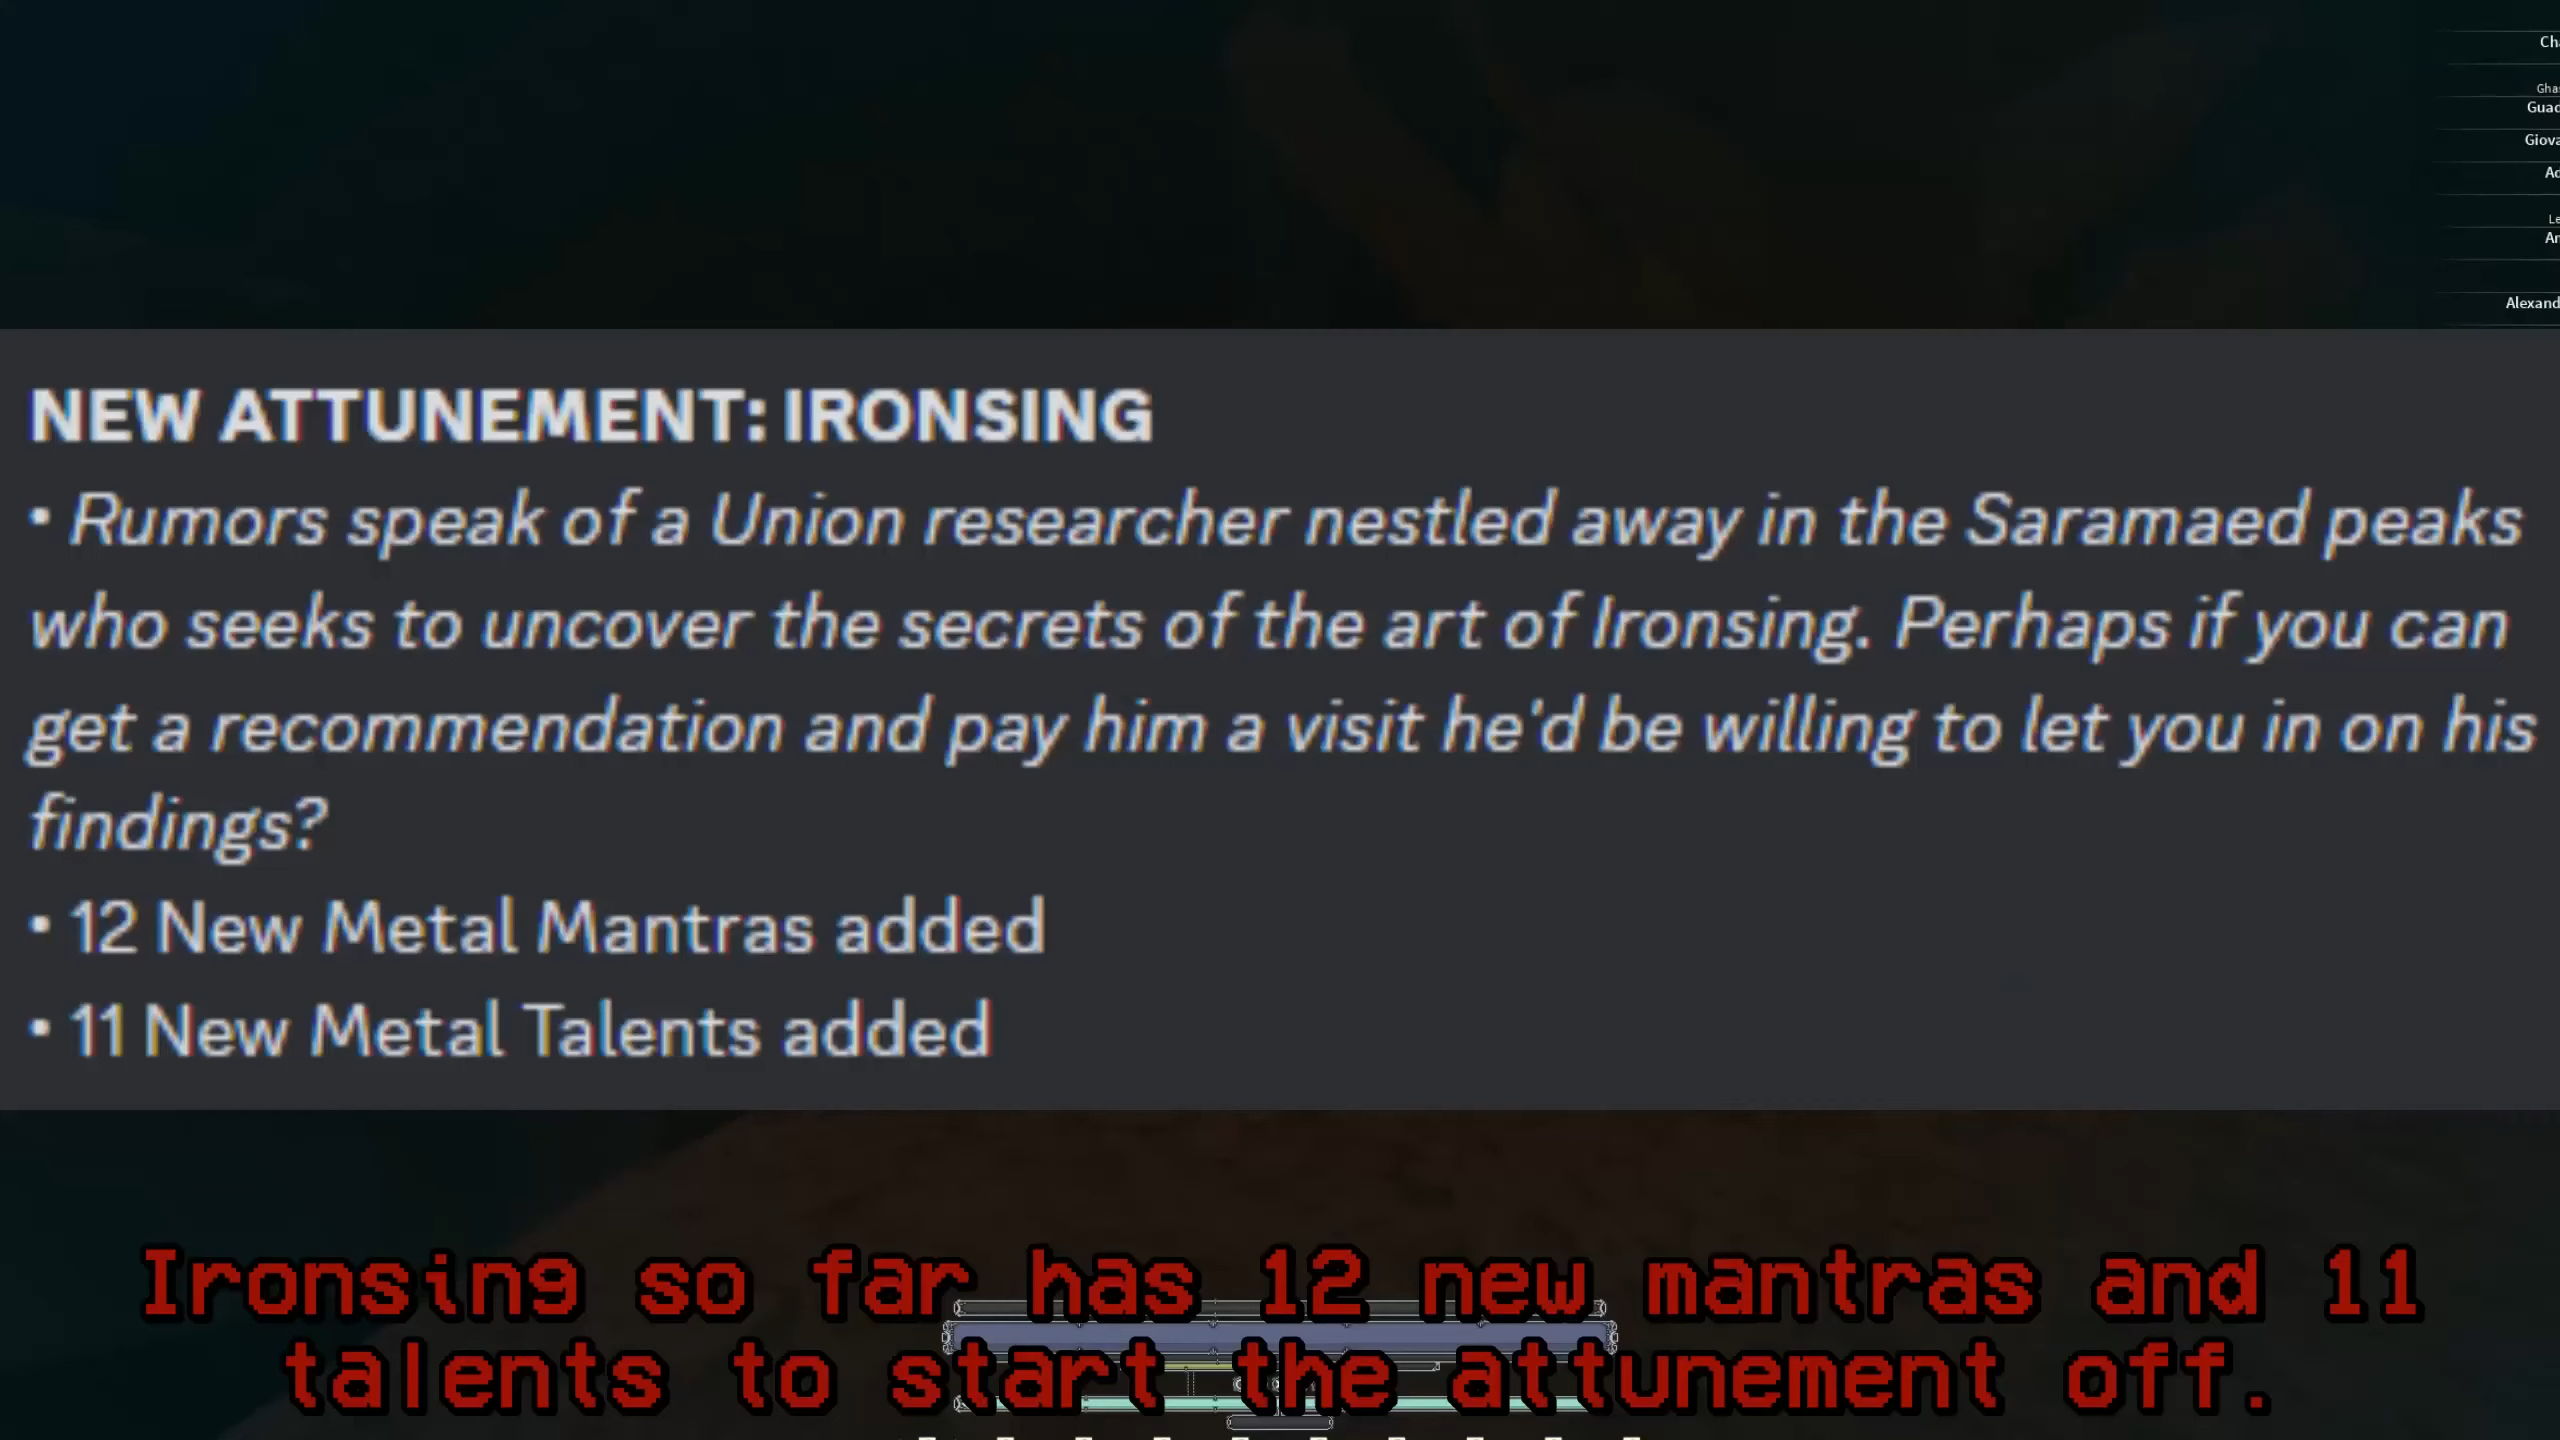 NEW ATTUNEMENT: IRONSING
• Rumors speak of a Union researcher nestled away in the Saramaed peaks
who seeks to uncover the secrets of the art of Ironsing. Perhaps if you can
get a recommendation and pay him a visit he'd be willing to let you in on his
findings?
• 12 New Metal Mantras added
• 11 New Metal Talents added
Ironsing so far has 12 new mantras and 11
talents to start the attunement off.